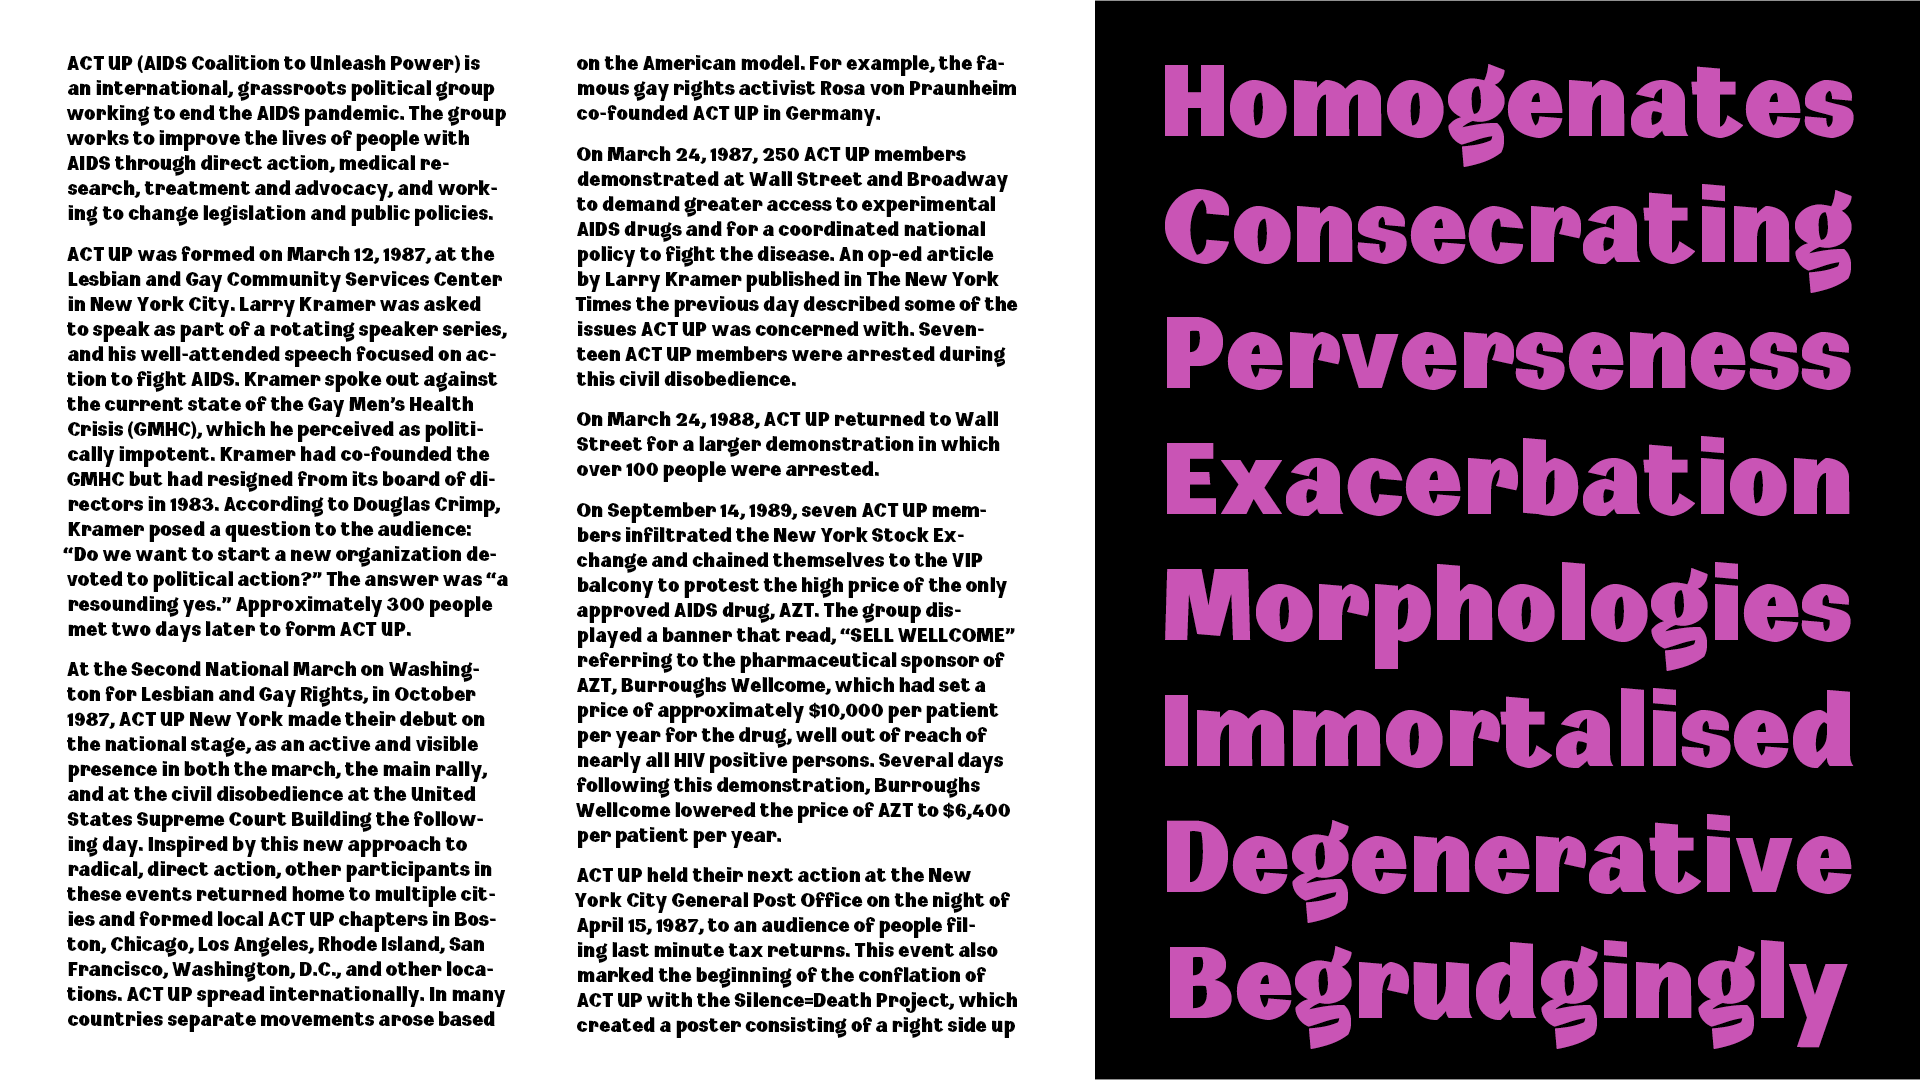 ACT UP (AIDS Coalition to Unleash Power) is
an international, grassroots political group
working to end the AIDS pandemic. The group
works to improve the lives of people with
AIDS through direct action, medical re-
search, treatment and advocacy, and work-
ing to change legislation and public policies.
ACT UP was formed on March 12, 1987, at the
Lesbian and Gay Community Services Center
in New York City. Larry Kramer was asked
to speak as part of a rotating speaker series,
and his well-attended speech focused on ac-
tion to fight AIDS. Kramer spoke out against
the current state of the Gay Men’s Health
Crisis (GMHC), which he perceived as politi-
cally impotent. Kramer had co-founded the
GMHC but had resigned from its board of di-
rectors in 1983. According to Douglas Crimp,
Kramer posed a question to the audience:
“Do we want to start a new organization de-
voted to political action?” The answer was “a
resounding yes.” Approximately 300 people
met two days later to form ACT UP.
At the Second National March on Washing-
ton for Lesbian and Gay Rights, in October
1987, ACT UP New York made their debut on
the national stage, as an active and visible
presence in both the march, the main rally,
and at the civil disobedience at the United
States Supreme Court Building the follow-
ing day. Inspired by this new approach to
radical, direct action, other participants in
these events returned home to multiple cit-
ies and formed local ACT UP chapters in Bos-
ton, Chicago, Los Angeles, Rhode Island, San
Francisco, Washington, D.C., and other loca-
tions. ACT UP spread internationally. In many
countries separate movements arose based
on the American model. For example, the fa-
mous gay rights activist Rosa von Praunheim
co-founded ACT UP in Germany.
On March 24, 1987, 250 ACT UP members
demonstrated at Wall Street and Broadway
to demand greater access to experimental
AIDS drugs and for a coordinated national
policy to fight the disease. An op-ed article
by Larry Kramer published in The New York
Times the previous day described some of the
issues ACT UP was concerned with. Seven-
teen ACT UP members were arrested during
this civil disobedience.
On March 24, 1988, ACT UP returned to Wall
Street for a larger demonstration in which
over 100 people were arrested.
On September 14, 1989, seven ACT UP mem-
bers infiltrated the New York Stock Ex-
change and chained themselves to the VIP
balcony to protest the high price of the only
approved AIDS drug, AZT. The group dis-
played a banner that read, “SELL WELLCOME”
referring to the pharmaceutical sponsor of
AZT, Burroughs Wellcome, which had set a
price of approximately $10,000 per patient
per year for the drug, well out of reach of
nearly all HIV positive persons. Several days
following this demonstration, Burroughs
Wellcome lowered the price of AZT to $6,400
per patient per year.
ACT UP held their next action at the New
York City General Post Office on the night of
April 15, 1987, to an audience of people fil-
ing last minute tax returns. This event also
marked the beginning of the conflation of
ACT UP with the Silence=Death Project, which
created a poster consisting of a right side up
Homogenates
Consecrating
Perverseness
Exacerbation
Morphologies
Immortalised
Degenerative
Begrudgingly